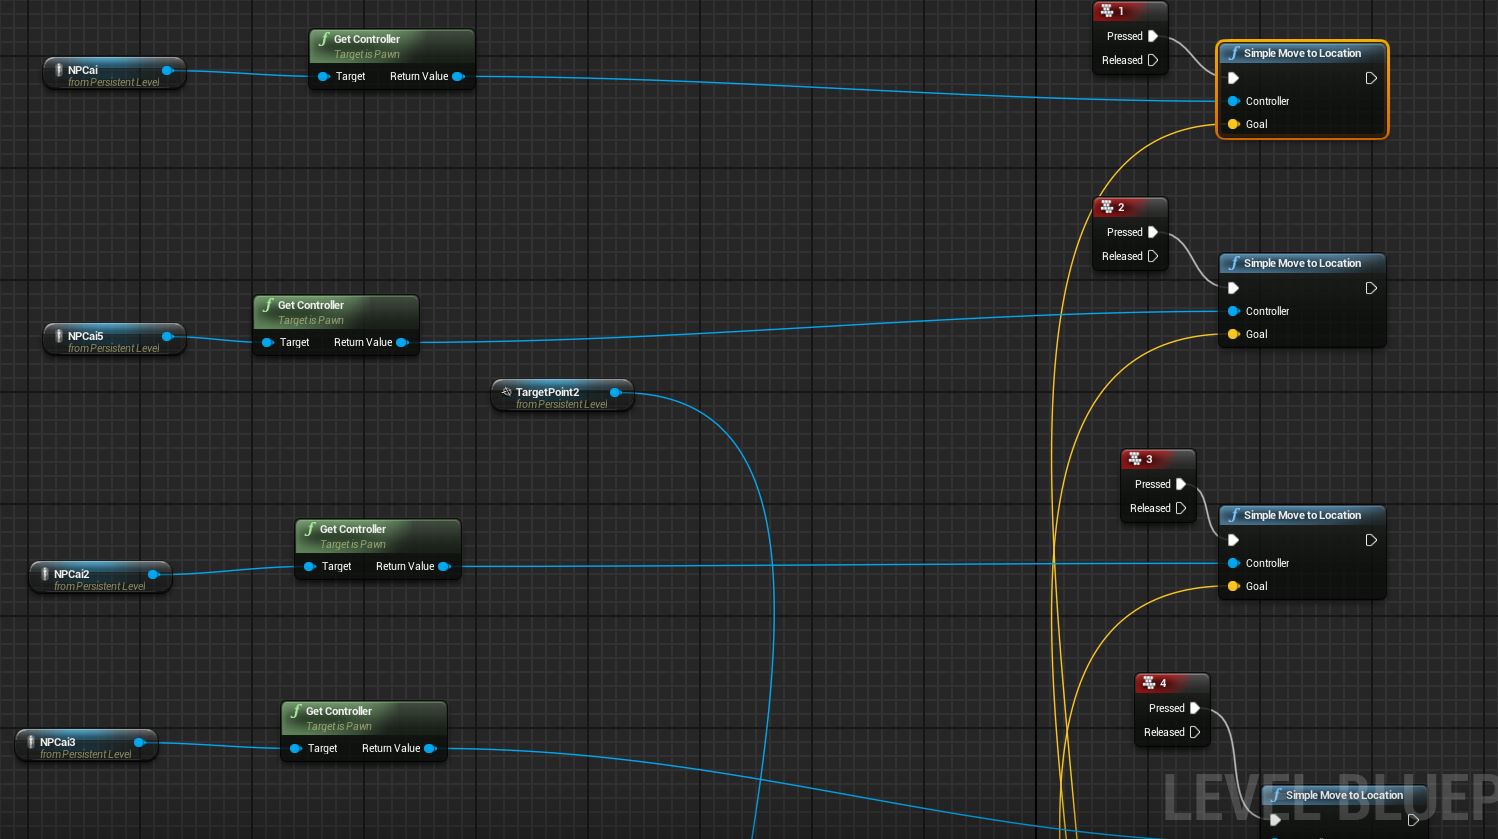 1
Pressed
Released
f Simple Move to Location
Controller
Goal
NPCai
from Persistent Level
f Get Controller
Target is Pawn
Target Return Value
2
Pressed
Released
f Simple Move to Location
Controller
Goal
NPCai5
from Persistent Level
f Get Controller
Target is Pawn
Target Return Value
TargetPoint2
from Persistent Level
3
Pressed
Released
f Simple Move to Location
Controller
Goal
NPCai2
from Persistent Level
f Get Controller
Target is Pawn
Target Return Value
4
Pressed
Released
f Simple Move to Location
NPCai3
from Persistent Level
f Get Controller
Target is Pawn
Target Return Value
LEVEL BLUEP